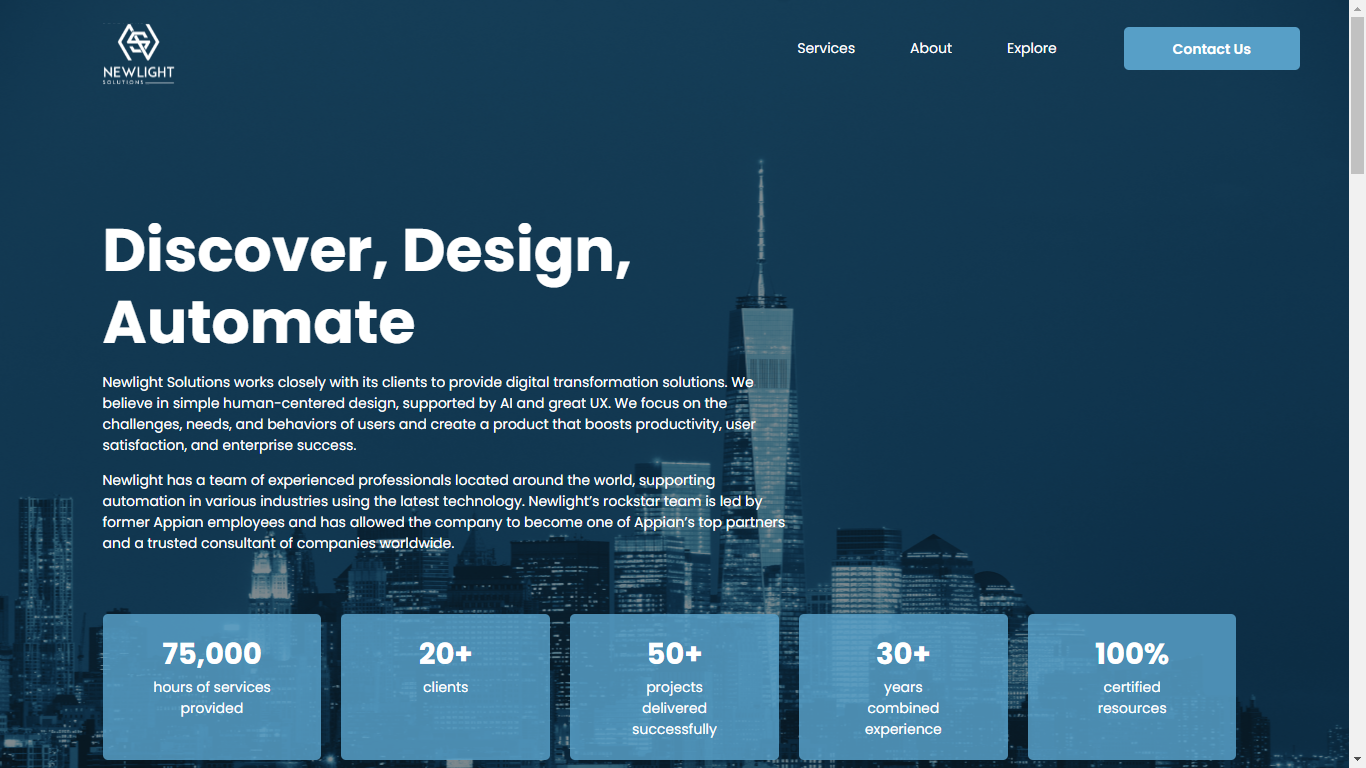 NEWLIGHT
SOLUTIONS
Services
About
Explore
Contact Us
Discover, Design,
Automate
Newlight Solutions works closely with its clients to provide digital transformation solutions. We
believe in simple human-centered design, supported by AI and great UX. We focus on the
challenges, needs, and behaviors of users and create a product that boosts productivity, user
satisfaction, and enterprise success.
Newlight has a team of experienced professionals located around the world, supporting
automation in various industries using the latest technology. Newlight’s rockstar team is led by
former Appian employees and has allowed the company to become one of Appian’s top partners
and a trusted consultant of companies worldwide.
75,000
hours of services
provided
20+
clients
50+
projects
delivered
successfully
30+
years
combined
experience
100%
certified
resources